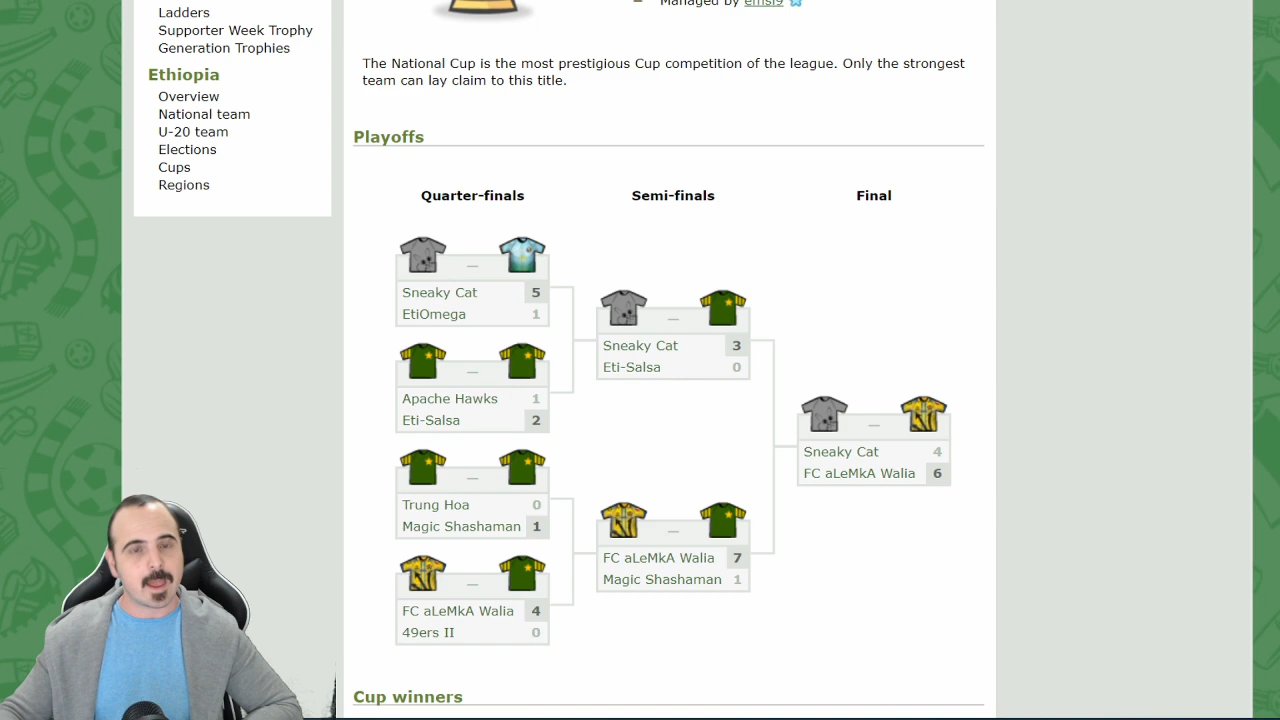 Ladders
Supporter Week Trophy
Generation Trophies
Ethiopia
Overview
National team
U-20 team
Elections
Cups
Regions
Managed by emsi9
The National Cup is the most prestigious Cup competition of the league. Only the strongest
team can lay claim to this title.
Playoffs
Quarter-finals
Semi-finals
Final
–
Sneaky Cat 5
EtiOmega 1
–
Apache Hawks 1
Eti-Salsa 2
–
Trung Hoa 0
Magic Shashaman 1
–
FC aLeMkA Walia 4
49ers II 0
–
Sneaky Cat 3
Eti-Salsa 0
–
FC aLeMkA Walia 7
Magic Shashaman 1
–
Sneaky Cat 4
FC aLeMkA Walia 6
Cup winners